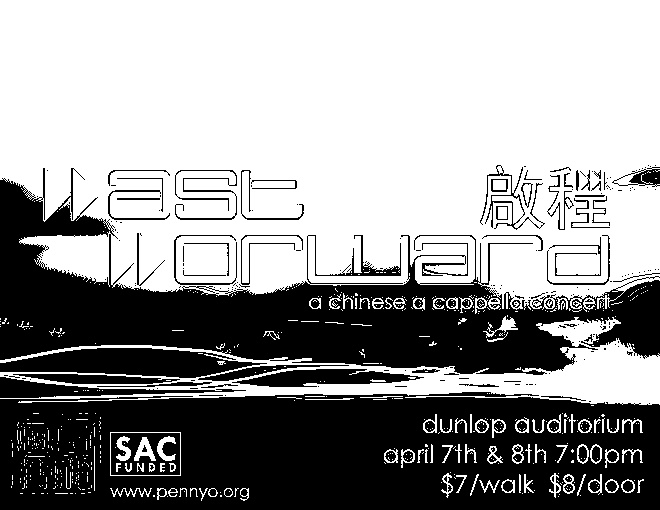 Fast
啟程
Forward
a chinese a cappella concert
dunlop auditorium
april 7th & 8th 7:00pm
$7/walk $8/door
SAC
FUNDED
www.pennyo.org